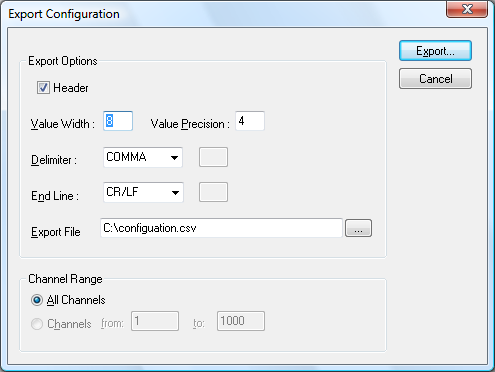 Export Configuration
Export Options
Export...
Header
Cancel
Value Width : 8 Value Precision : 4
Delimiter : COMMA
End Line : CR/LF
Export File C:\configuation.csv ...
Channel Range
All Channels
Channels from: 1 to: 1000